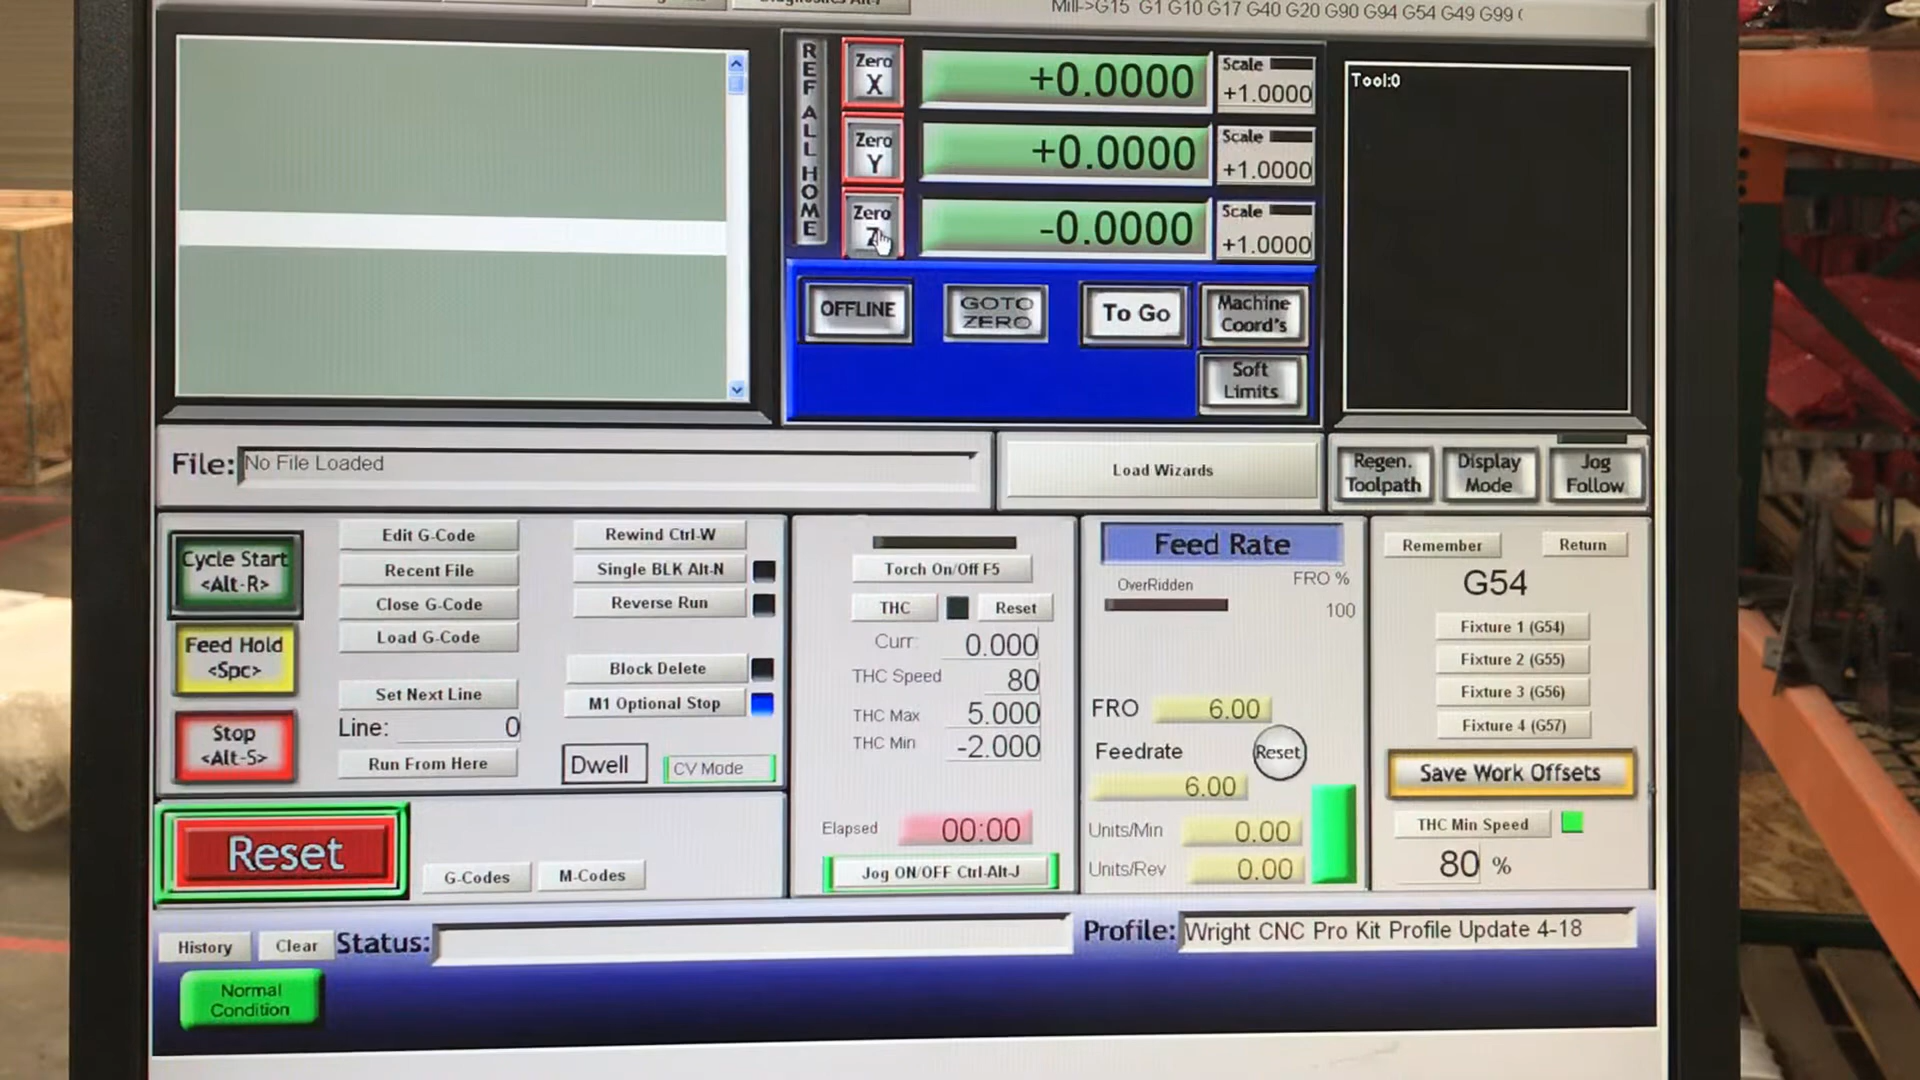 Mill->G15 G1 G10 G17 G40 G20 G90 G94 G54 G49 G99 (
REF ALL HOME
Zero X
+0.0000
Scale
+1.0000
Zero Y
+0.0000
Scale
+1.0000
Zero Z
-0.0000
Scale
+1.0000
Tool:0
OFFLINE
GOTO ZERO
To Go
Machine Coord's
Soft Limits
File: No File Loaded
Load Wizards
Regen. Toolpath
Display Mode
Jog Follow
Cycle Start
<Alt-R>
Feed Hold
<Spc>
Stop
<Alt-S>
Edit G-Code
Recent File
Close G-Code
Load G-Code
Set Next Line
Line: 0
Run From Here
Rewind Ctrl-W
Single BLK Alt-N
Reverse Run
Block Delete
M1 Optional Stop
Dwell
CV Mode
Reset
G-Codes
M-Codes
Torch On/Off F5
THC
Reset
Curr: 0.000
THC Speed 80
THC Max 5.000
THC Min -2.000
Elapsed 00:00
Jog ON/OFF Ctrl-Alt-J
Feed Rate
OverRidden
FRO %
100
FRO 6.00
Feedrate
Reset
6.00
Units/Min 0.00
Units/Rev 0.00
Remember
Return
G54
Fixture 1 (G54)
Fixture 2 (G55)
Fixture 3 (G56)
Fixture 4 (G57)
Save Work Offsets
THC Min Speed
80 %
History
Clear
Status:
Profile: Wright CNC Pro Kit Profile Update 4-18
Normal
Condition